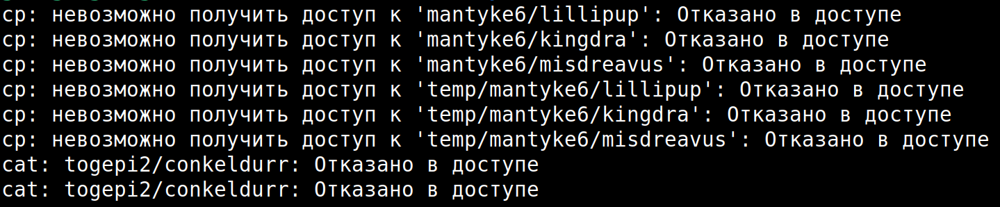 cp: невозможно получить доступ к 'mantyke6/lillipup': Отказано в доступе
cp: невозможно получить доступ к 'mantyke6/kingdra': Отказано в доступе
cp: невозможно получить доступ к 'mantyke6/misdreavus': Отказано в доступе
cp: невозможно получить доступ к 'temp/mantyke6/lillipup': Отказано в доступе
cp: невозможно получить доступ к 'temp/mantyke6/kingdra': Отказано в доступе
cp: невозможно получить доступ к 'temp/mantyke6/misdreavus': Отказано в доступе
cat: togepi2/conkeldurr: Отказано в доступе
cat: togepi2/conkeldurr: Отказано в доступе